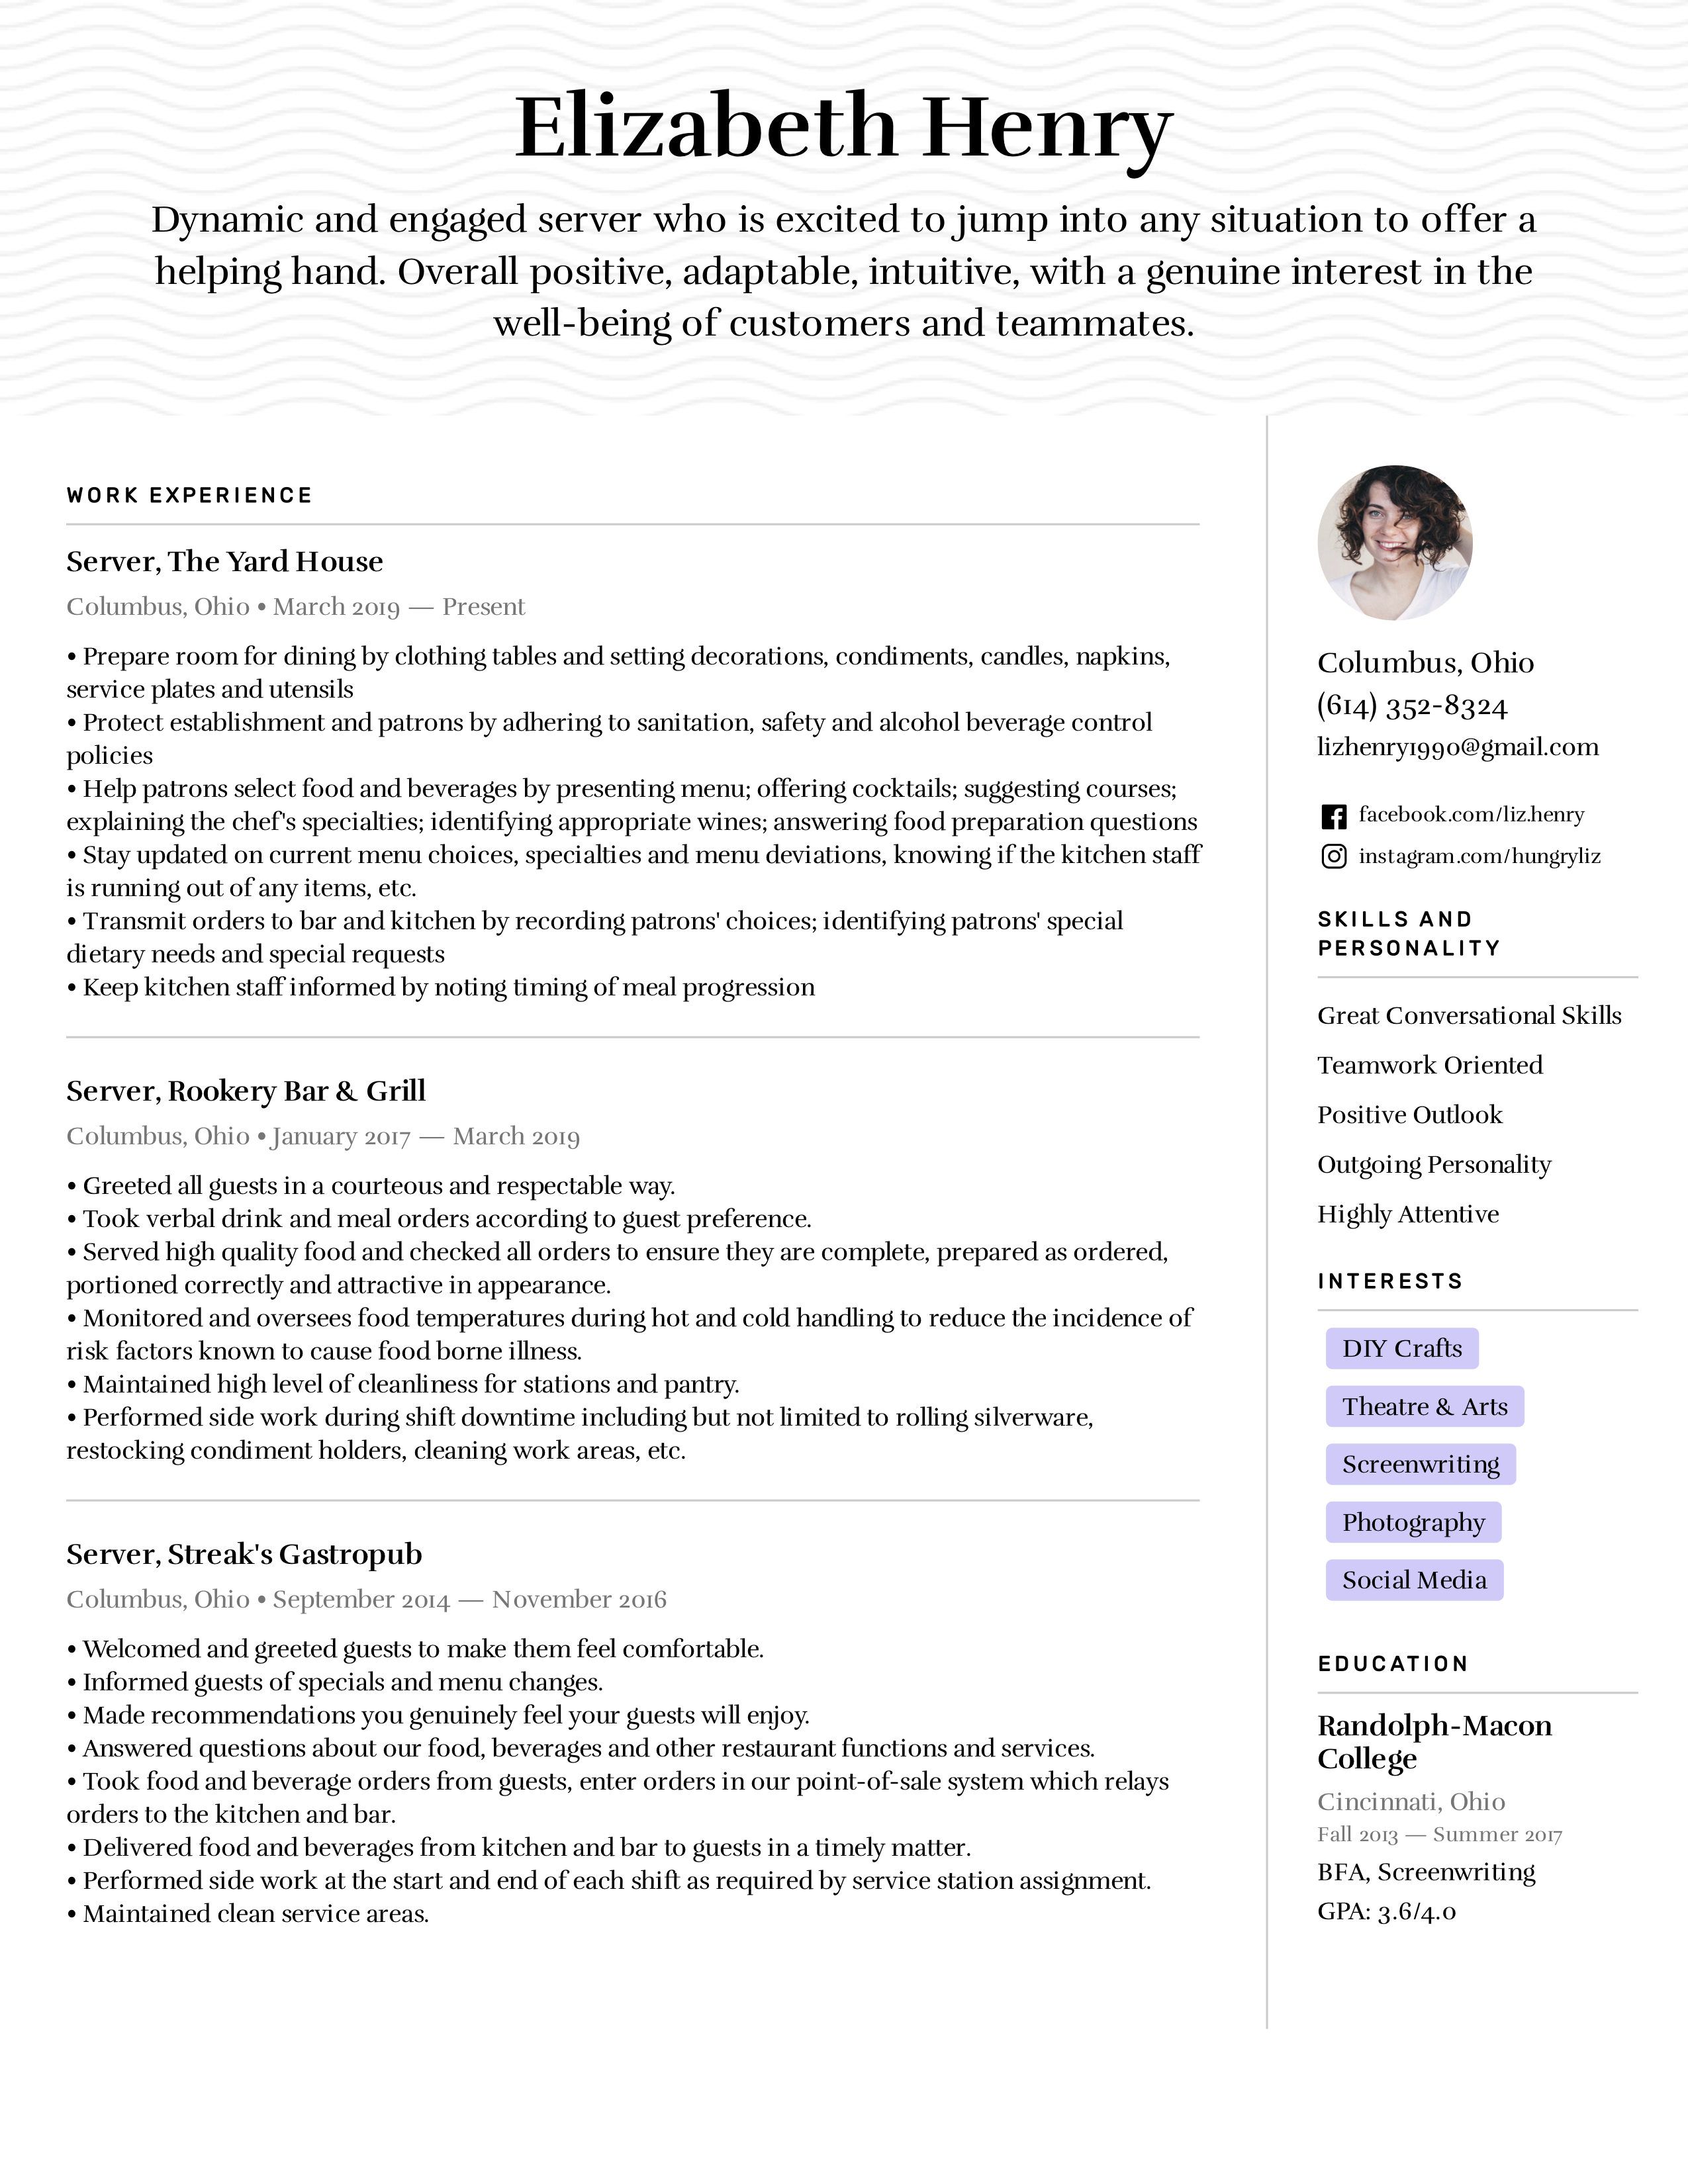 Elizabeth Henry
Dynamic and engaged server who is excited to jump into any situation to offer a
helping hand. Overall positive, adaptable, intuitive, with a genuine interest in the
well-being of customers and teammates.
WORK EXPERIENCE
Server, The Yard House
Columbus, Ohio • March 2019 — Present
• Prepare room for dining by clothing tables and setting decorations, condiments, candles, napkins,
service plates and utensils
• Protect establishment and patrons by adhering to sanitation, safety and alcohol beverage control
policies
• Help patrons select food and beverages by presenting menu; offering cocktails; suggesting courses;
explaining the chef's specialties; identifying appropriate wines; answering food preparation questions
• Stay updated on current menu choices, specialties and menu deviations, knowing if the kitchen staff
is running out of any items, etc.
• Transmit orders to bar and kitchen by recording patrons' choices; identifying patrons' special
dietary needs and special requests
• Keep kitchen staff informed by noting timing of meal progression
Server, Rookery Bar & Grill
Columbus, Ohio • January 2017 — March 2019
• Greeted all guests in a courteous and respectable way.
• Took verbal drink and meal orders according to guest preference.
• Served high quality food and checked all orders to ensure they are complete, prepared as ordered,
portioned correctly and attractive in appearance.
• Monitored and oversees food temperatures during hot and cold handling to reduce the incidence of
risk factors known to cause food borne illness.
• Maintained high level of cleanliness for stations and pantry.
• Performed side work during shift downtime including but not limited to rolling silverware,
restocking condiment holders, cleaning work areas, etc.
Server, Streak's Gastropub
Columbus, Ohio • September 2014 — November 2016
• Welcomed and greeted guests to make them feel comfortable.
• Informed guests of specials and menu changes.
• Made recommendations you genuinely feel your guests will enjoy.
• Answered questions about our food, beverages and other restaurant functions and services.
• Took food and beverage orders from guests, enter orders in our point-of-sale system which relays
orders to the kitchen and bar.
• Delivered food and beverages from kitchen and bar to guests in a timely matter.
• Performed side work at the start and end of each shift as required by service station assignment.
• Maintained clean service areas.
Columbus, Ohio
(614) 352-8324
lizhenry1990@gmail.com
facebook.com/liz.henry
instagram.com/hungryliz
SKILLS AND
PERSONALITY
Great Conversational Skills
Teamwork Oriented
Positive Outlook
Outgoing Personality
Highly Attentive
INTERESTS
DIY Crafts
Theatre & Arts
Screenwriting
Photography
Social Media
EDUCATION
Randolph-Macon
College
Cincinnati, Ohio
Fall 2013 — Summer 2017
BFA, Screenwriting
GPA: 3.6/4.0